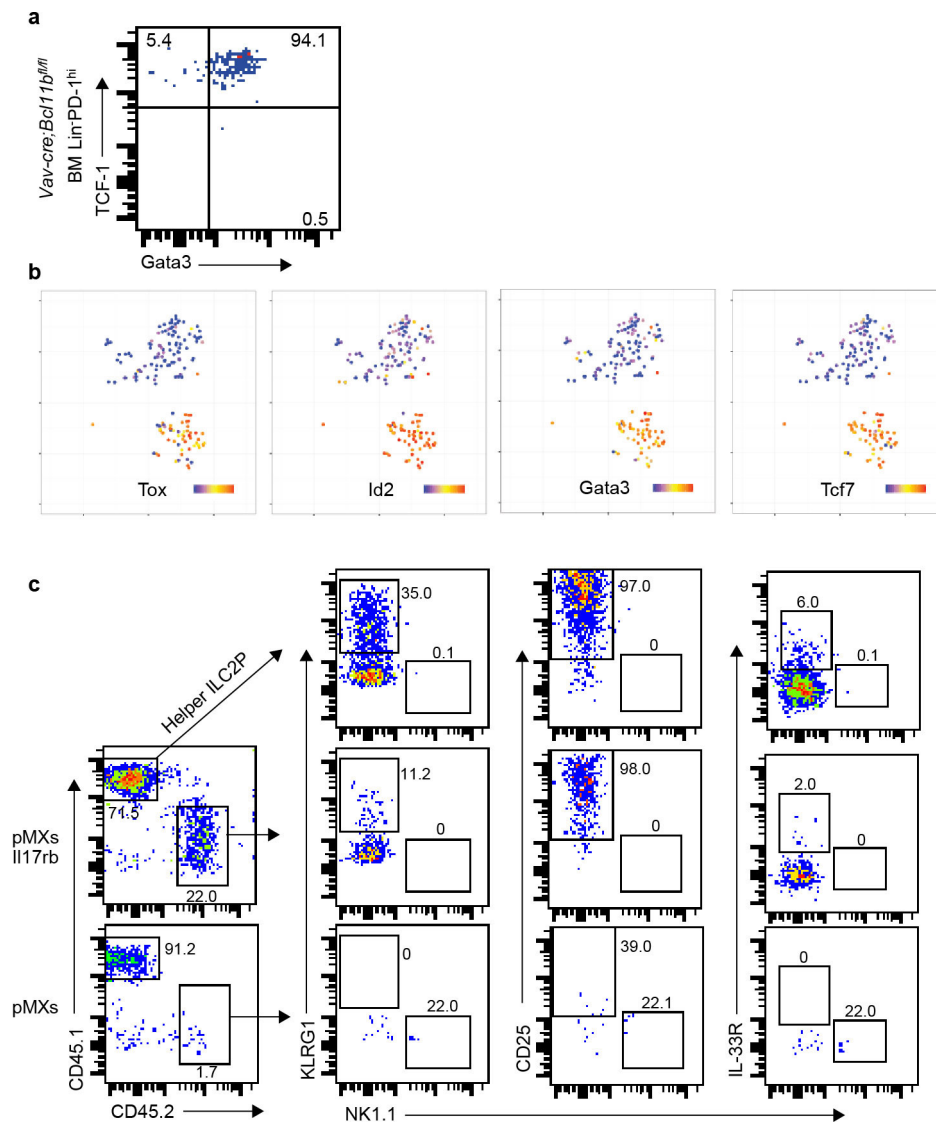 a
5.4
94.1
Vav-cre;Bcl11bfl/fl
BM Lin-PD-1hi
TCF-1
0.5
Gata3
b
Tox
Id2
Gata3
Tcf7
c
Helper ILC2P
35.0
0.1
97.0
0
6.0
0.1
pMXs
Il17rb
71.5
22.0
11.2
0
98.0
0
2.0
0
pMXs
91.2
1.7
0
22.0
39.0
22.1
0
22.0
CD45.1
KLRG1
CD25
IL-33R
CD45.2
NK1.1